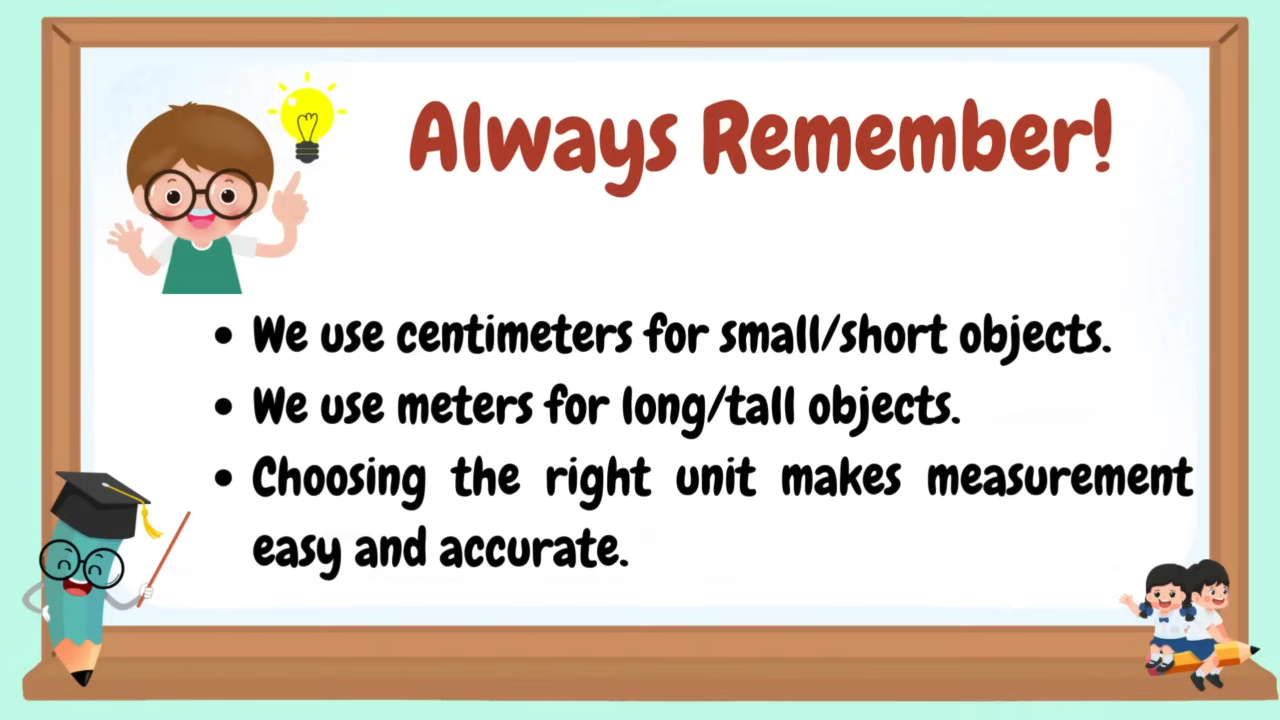 Always Remember!
• We use centimeters for small/short objects.
• We use meters for long/tall objects.
• Choosing the right unit makes measurement
easy and accurate.